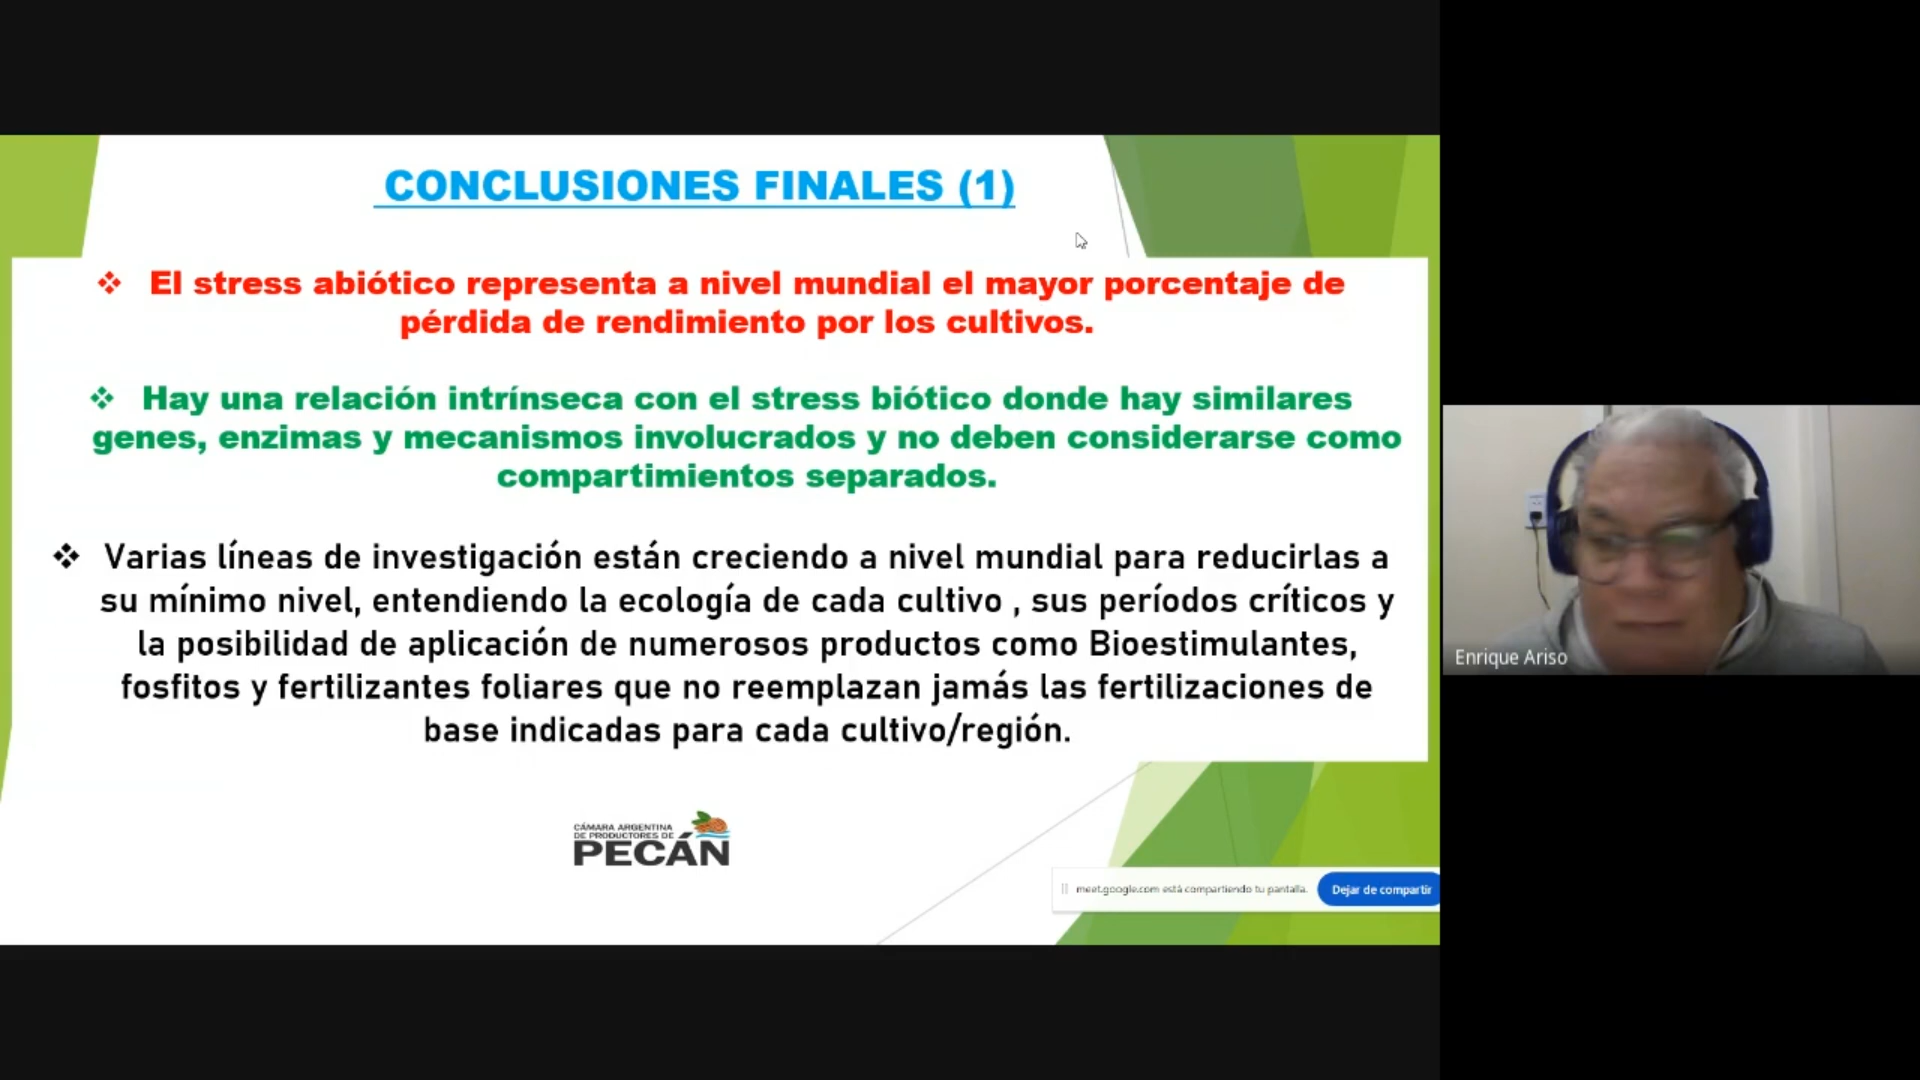 CONCLUSIONES FINALES (1)
❖ El stress abiótico representa a nivel mundial el mayor porcentaje de
pérdida de rendimiento por los cultivos.
❖ Hay una relación intrínseca con el stress biótico donde hay similares
genes, enzimas y mecanismos involucrados y no deben considerarse como
compartimientos separados.
❖ Varias líneas de investigación están creciendo a nivel mundial para reducirlas a
su mínimo nivel, entendiendo la ecología de cada cultivo , sus períodos críticos y
la posibilidad de aplicación de numerosos productos como Bioestimulantes,
fosfitos y fertilizantes foliares que no reemplazan jamás las fertilizaciones de
base indicadas para cada cultivo/región.
CÁMARA ARGENTINA
DE PRODUCTORES DE
PECÁN
meet.google.com está compartiendo tu pantalla.
Dejar de compartir
Enrique Ariso